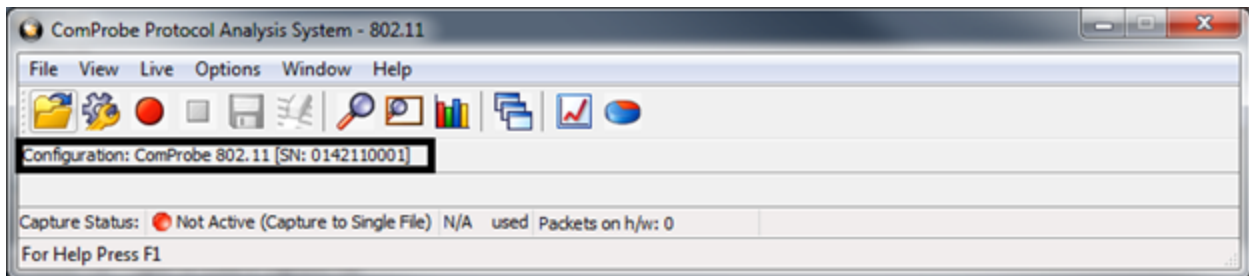 ComProbe Protocol Analysis System - 802.11
File View Live Options Window Help
Configuration: ComProbe 802.11 [SN: 0142110001]
Capture Status: Not Active (Capture to Single File) N/A used Packets on h/w: 0
For Help Press F1